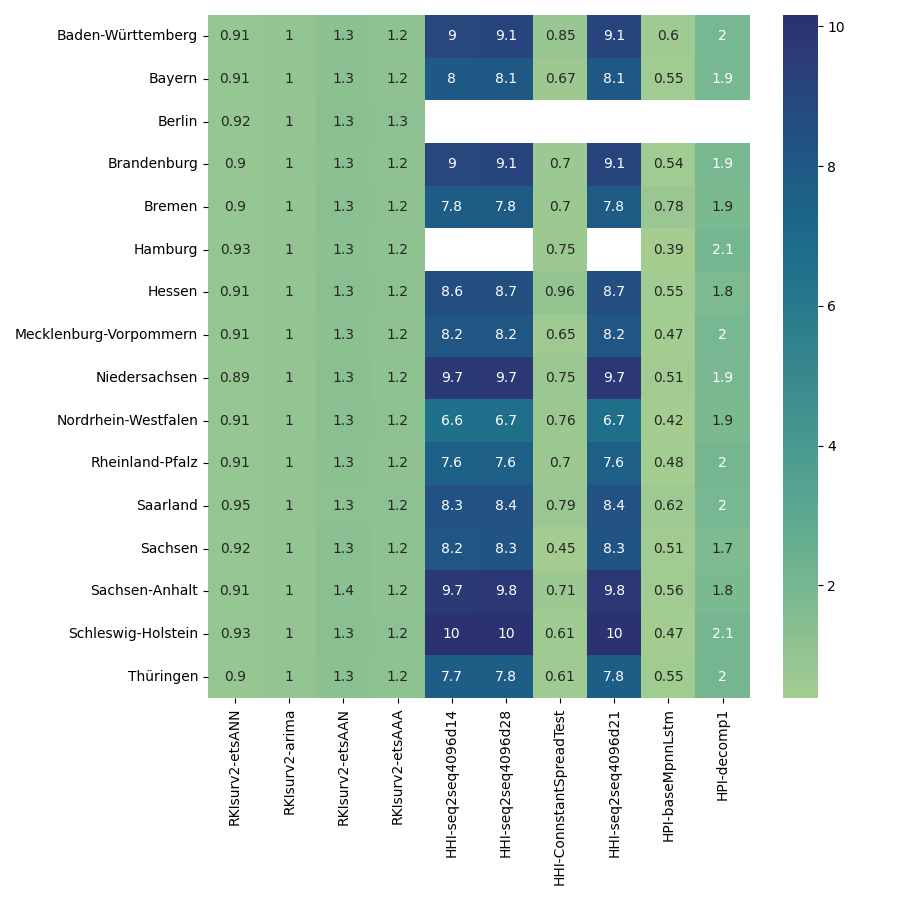 Baden-Württemberg 0.91 1 1.3 1.2 9 9.1 0.85 9.1 0.6 2
Bayern 0.91 1 1.3 1.2 8 8.1 0.67 8.1 0.55 1.9
Berlin 0.92 1 1.3 1.3
Brandenburg 0.9 1 1.3 1.2 9 9.1 0.7 9.1 0.54 1.9
Bremen 0.9 1 1.3 1.2 7.8 7.8 0.7 7.8 0.78 1.9
Hamburg 0.93 1 1.3 1.2 0.75 0.39 2.1
Hessen 0.91 1 1.3 1.2 8.6 8.7 0.96 8.7 0.55 1.8
Mecklenburg-Vorpommern 0.91 1 1.3 1.2 8.2 8.2 0.65 8.2 0.47 2
Niedersachsen 0.89 1 1.3 1.2 9.7 9.7 0.75 9.7 0.51 1.9
Nordrhein-Westfalen 0.91 1 1.3 1.2 6.6 6.7 0.76 6.7 0.42 1.9
Rheinland-Pfalz 0.91 1 1.3 1.2 7.6 7.6 0.7 7.6 0.48 2
Saarland 0.95 1 1.3 1.2 8.3 8.4 0.79 8.4 0.62 2
Sachsen 0.92 1 1.3 1.2 8.2 8.3 0.45 8.3 0.51 1.7
Sachsen-Anhalt 0.91 1 1.4 1.2 9.7 9.8 0.71 9.8 0.56 1.8
Schleswig-Holstein 0.93 1 1.3 1.2 10 10 0.61 10 0.47 2.1
Thüringen 0.9 1 1.3 1.2 7.7 7.8 0.61 7.8 0.55 2
RKIsurv2-etsANN
RKIsurv2-arima
RKIsurv2-etsAAN
RKIsurv2-etsAAA
HHI-seq2seq4096d14
HHI-seq2seq4096d28
HHI-ConnstantSpreadTest
HHI-seq2seq4096d21
HPI-baseMpnnLstm
HPI-decomp1
10
8
6
4
2